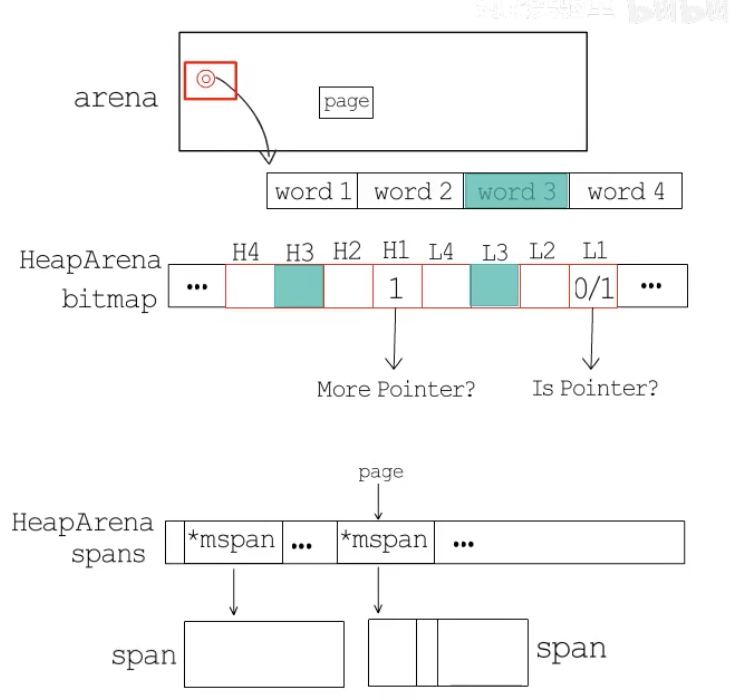 arena
page
word 1 word 2 word 3 word 4
H4 H3 H2 H1 L4 L3 L2 L1
HeapArena
bitmap
... 1 0/1 ...
More Pointer?
Is Pointer?
page
HeapArena
spans
*mspan ... *mspan ...
span
span